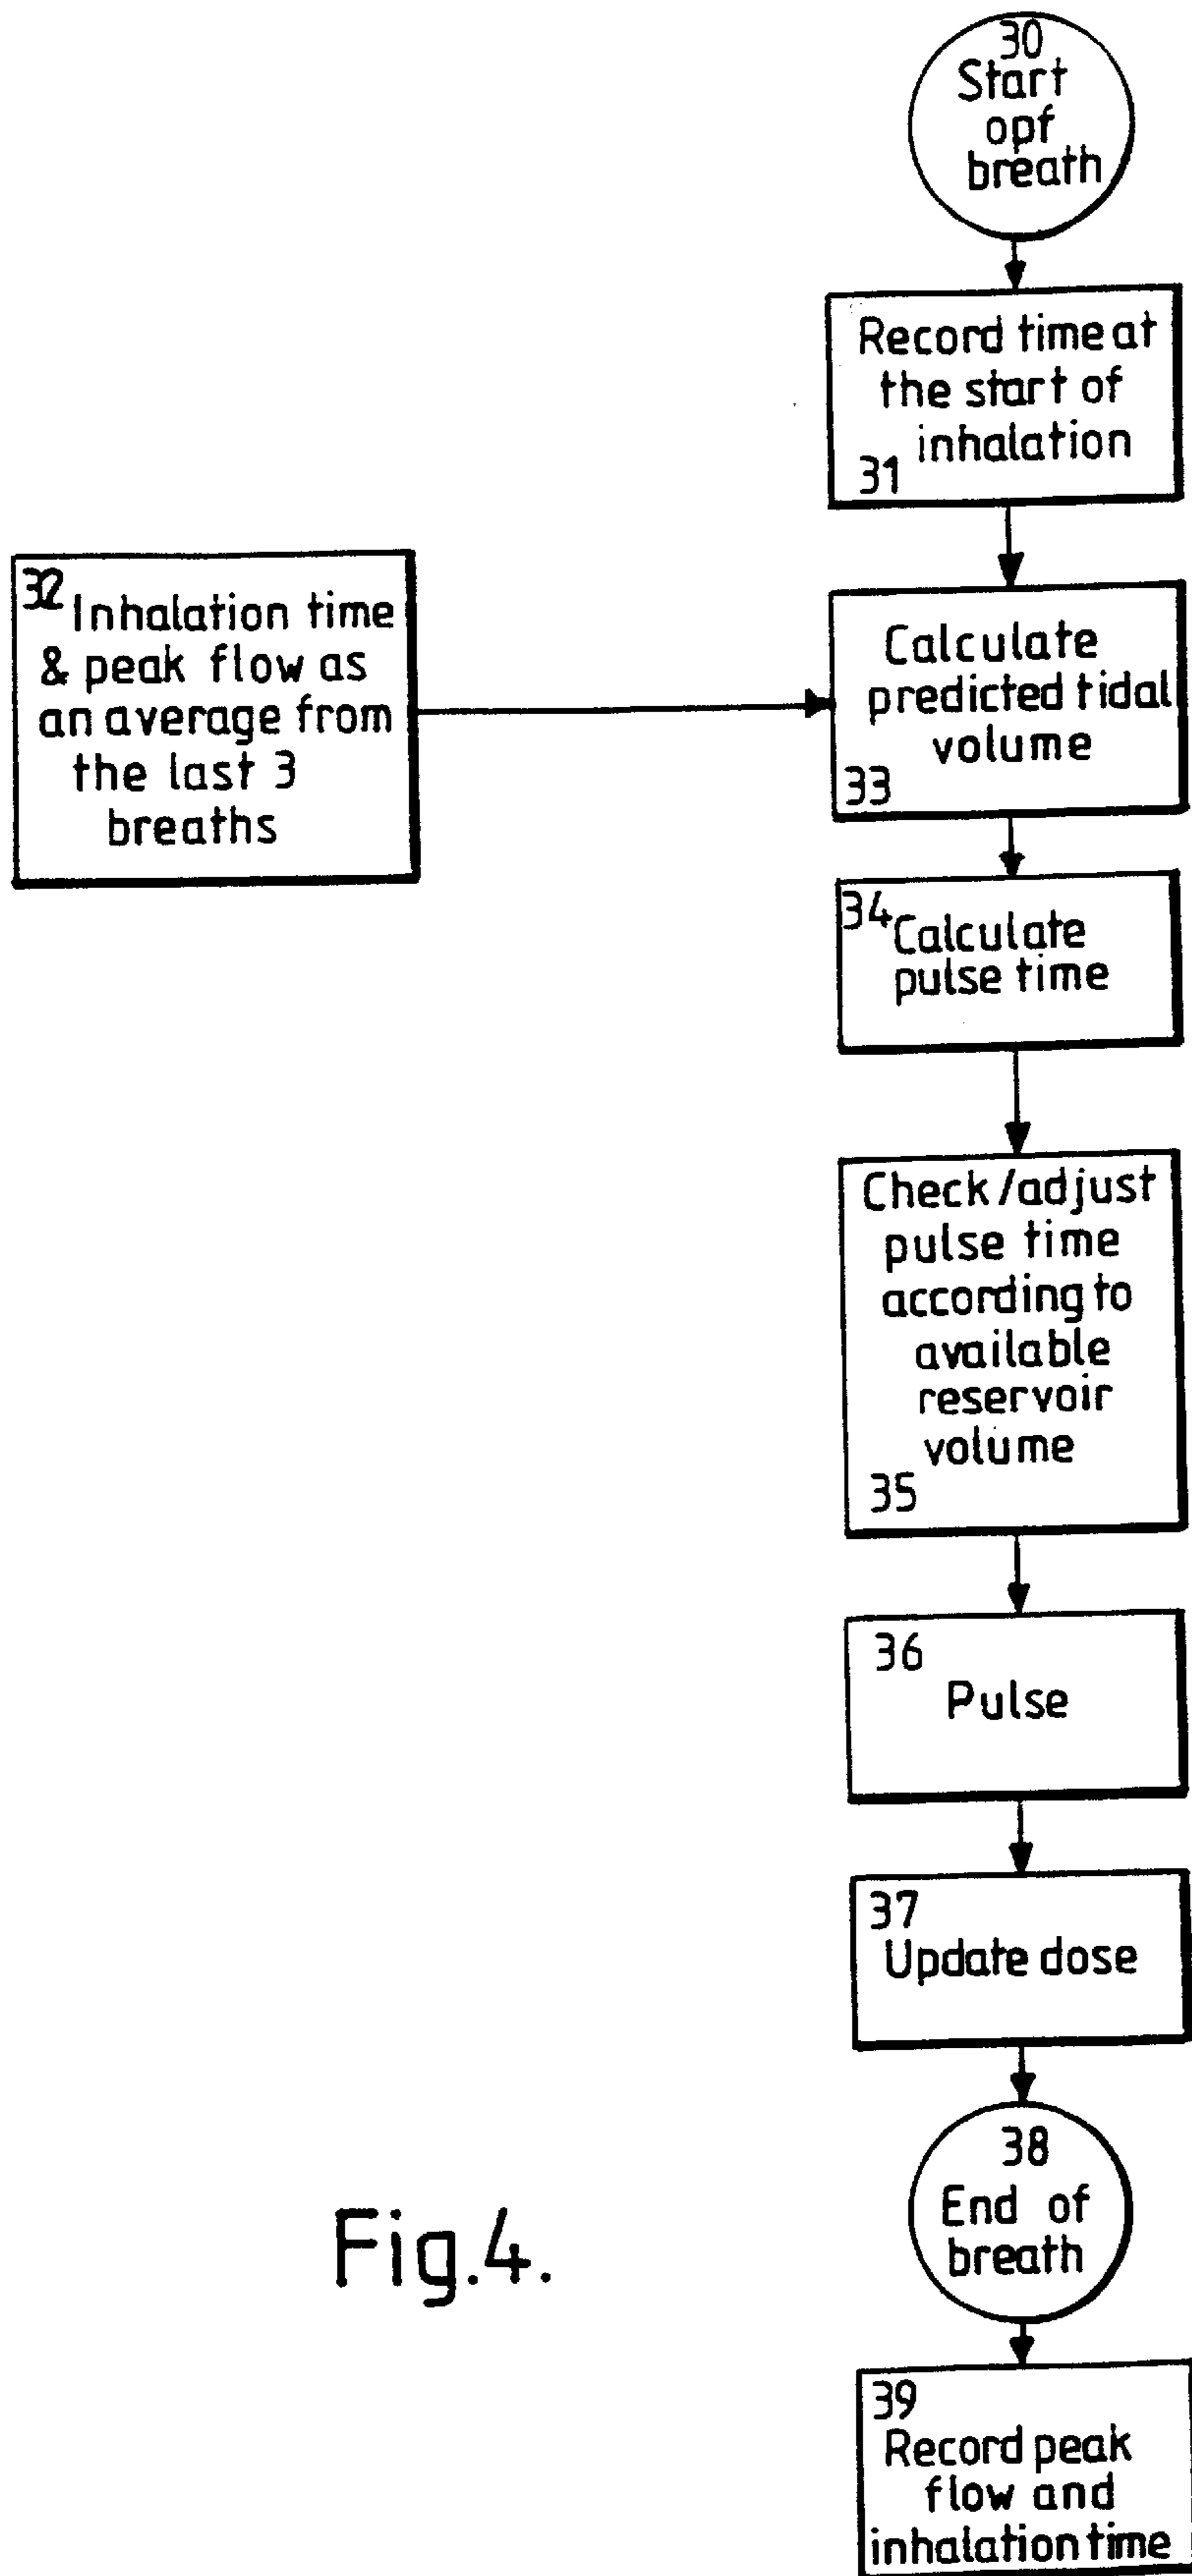 30
Start
opf
breath
Record time at
the start of
inhalation
31
32 Inhalation time
& peak flow as
an average from
the last 3
breaths
Calculate
predicted tidal
volume
33
34 Calculate
pulse time
Check/adjust
pulse time
according to
available
reservoir
volume
35
36
Pulse
37
Update dose
38
End of
breath
39
Record peak
flow and
inhalation time
Fig.4.